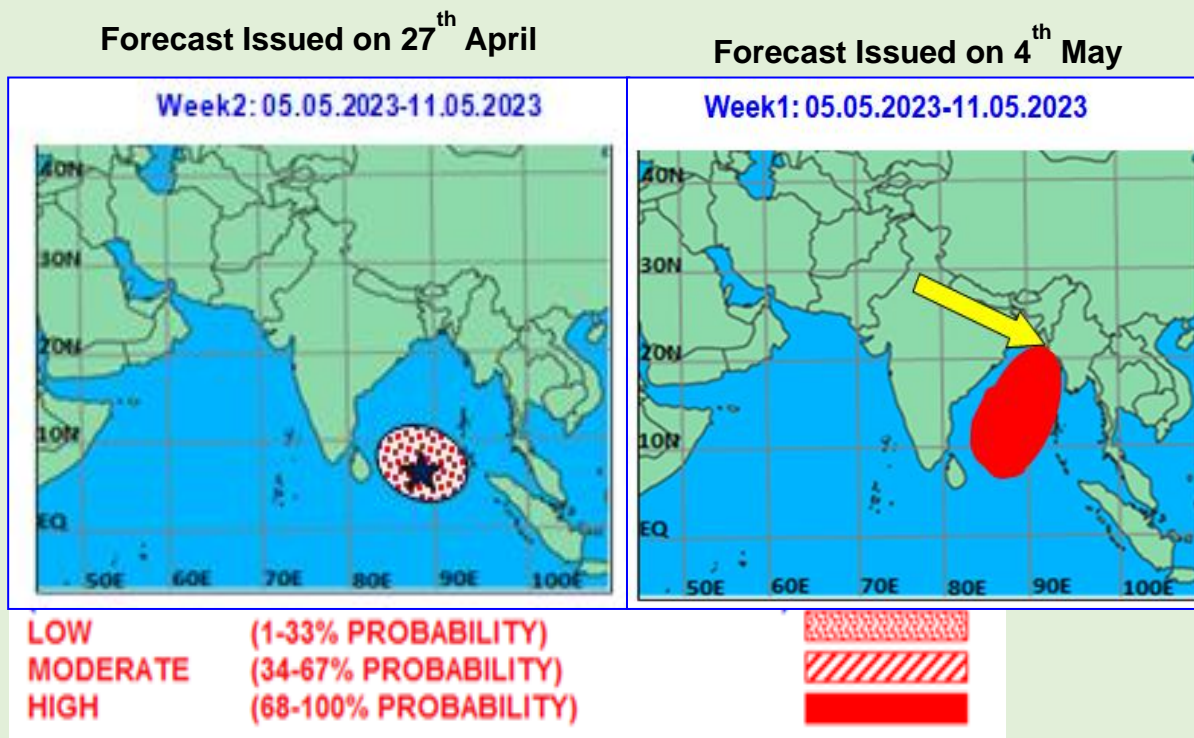 Forecast Issued on 27th April
Forecast Issued on 4th May
Week2: 05.05.2023-11.05.2023
Week1: 05.05.2023-11.05.2023
40N
30N
20N
10N
EQ
50E 60E 70E 80E 90E 100E
40N
30N
20N
10N
EQ
50E 60E 70E 80E 90E 100E
LOW (1-33% PROBABILITY)
MODERATE (34-67% PROBABILITY)
HIGH (68-100% PROBABILITY)